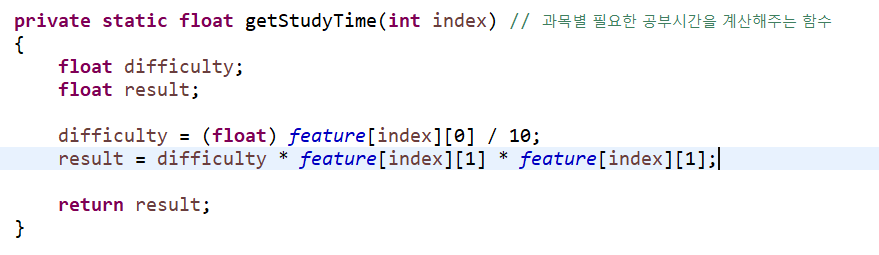 private static float getStudyTime(int index) // 과목별 필요한 공부시간을 계산해주는 함수
{
float difficulty;
float result;
difficulty = (float) feature[index][0] / 10;
result = difficulty * feature[index][1] * feature[index][1];
return result;
}